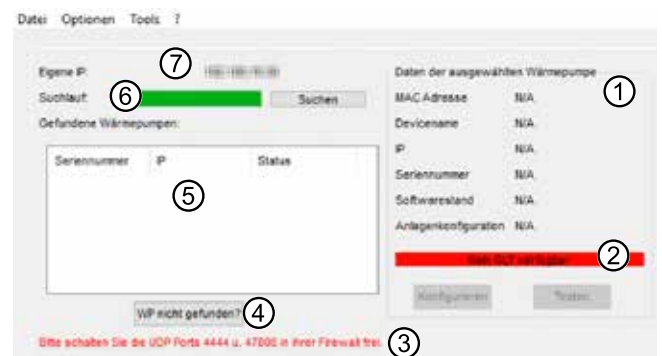 Datei Optionen Tools ?
Eigene IP: 7
Suchlauf: 6 Suchen
Gefundene Wärmepumpen:
Seriennummer IP Status
5
WP nicht gefunden? 4
Bitte schalten Sie die UDP Ports 4444 u. 47808 in ihrer Firewall frei. 3
Daten der ausgewählten Wärmepumpe
1
MAC Adresse N/A
Devicename N/A
IP N/A
Seriennummer N/A
Softwarestand N/A
Anlagenkonfiguration N/A
Kein GLT verfügbar 2
Konfigurieren Testen